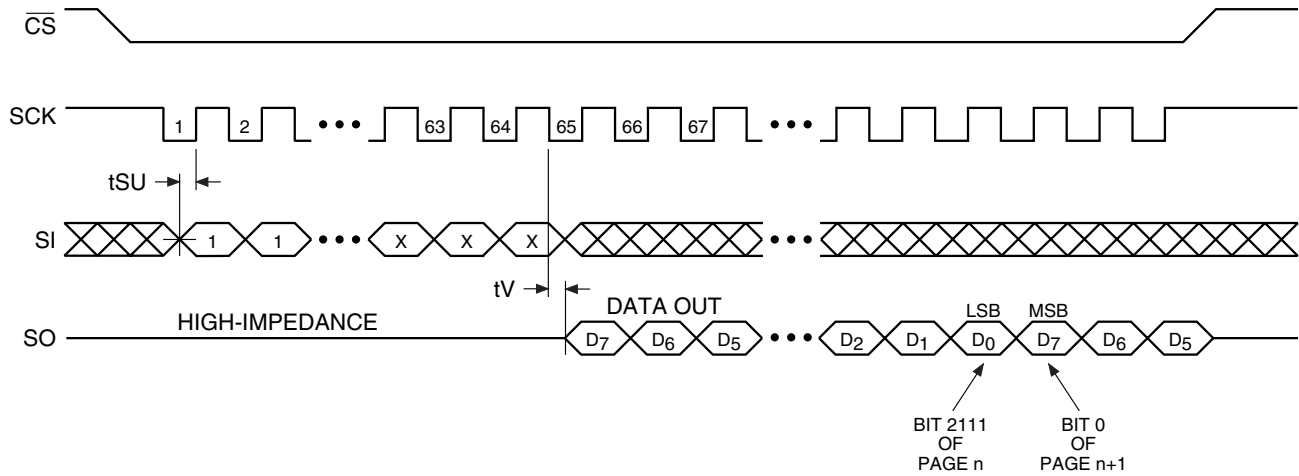 CS
SCK
1 2 • • • 63 64 65 66 67 • • •
tSU
SI
1 1 • • • X X X • • •
tV
DATA OUT
HIGH-IMPEDANCE
LSB MSB
SO
D7 D6 D5 • • • D2 D1 D0 D7 D6 D5
BIT 2111
OF
PAGE n
BIT 0
OF
PAGE n+1